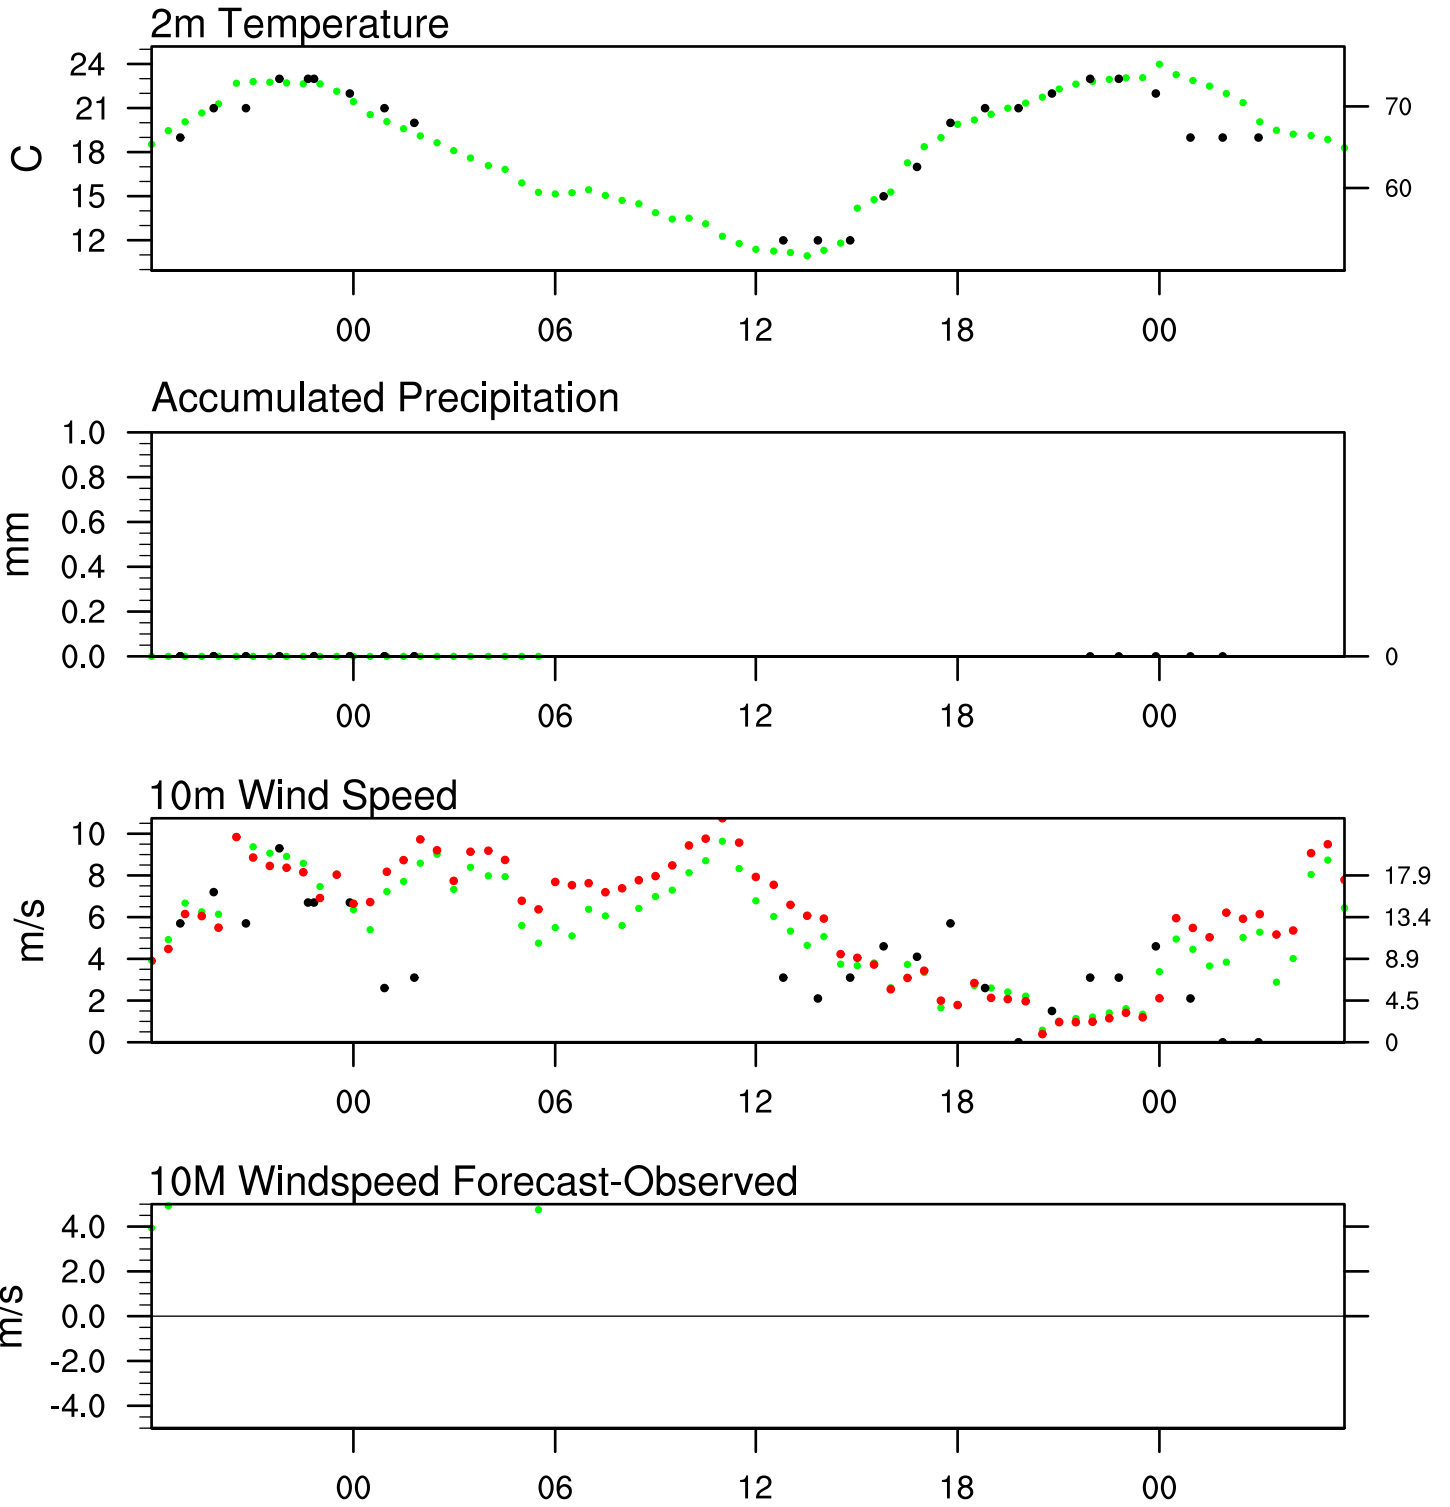 2m Temperature
24
21
18
15
12
C
70
60
00 06 12 18 00
Accumulated Precipitation
1.0
0.8
0.6
0.4
0.2
0.0
mm
0
00 06 12 18 00
10m Wind Speed
10
8
6
4
2
0
m/s
17.9
13.4
8.9
4.5
0
00 06 12 18 00
10M Windspeed Forecast-Observed
4.0
2.0
0.0
-2.0
-4.0
m/s
00 06 12 18 00